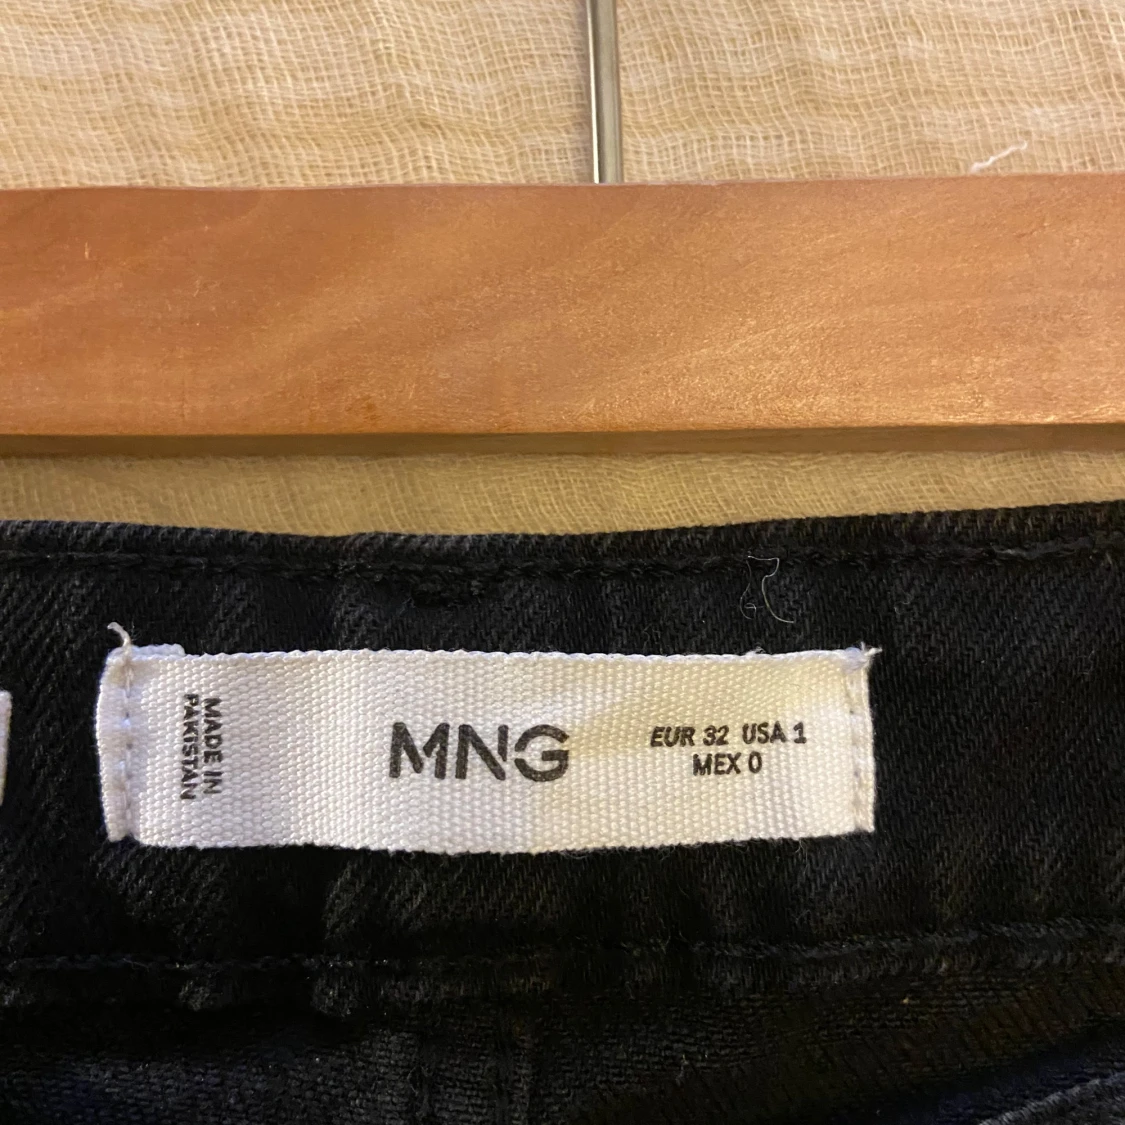 MADE IN
PAKISTAN
MNG
EUR 32 USA 1
MEX 0